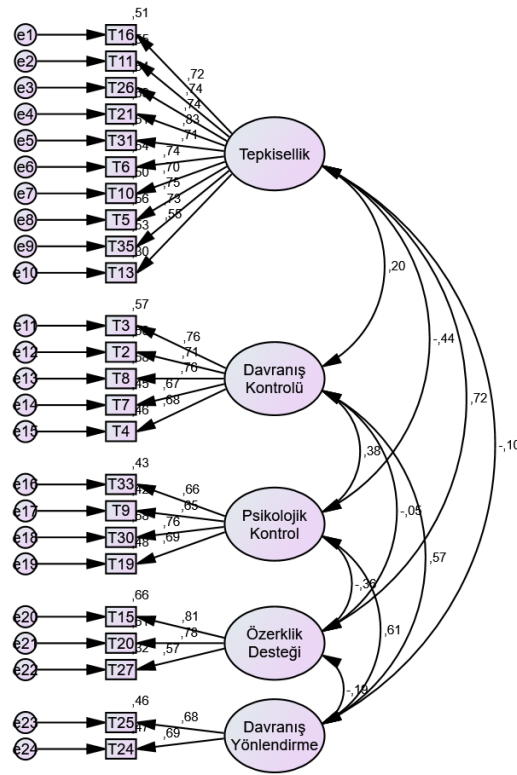 ,51
e1 T16
e2 T11
,72
e3 T26
,74
,74
e4 T21
,83
e5 T31
,71
Tepkisellik
e6 T6
,74
,70
e7 T10
,75
e8 T5
,73
e9 T35
,55
e10 T13
,20
,57
e11 T3
,76
e12 T2
,71
e13 T8
,76
Davranış
Kontrolü
e14 T7
,67
e15 T4
,68
-,44
,72
-,10
,43
,38
e16 T33
,66
e17 T9
,65
Psikolojik
Kontrol
e18 T30
,76
e19 T19
,69
-,05
,57
,66
-,36
e20 T15
,81
e21 T20
,78
Özerklik
Desteği
e22 T27
,57
,61
,46
-,19
e23 T25
,68
e24 T24
,69
Davranış
Yönlendirme